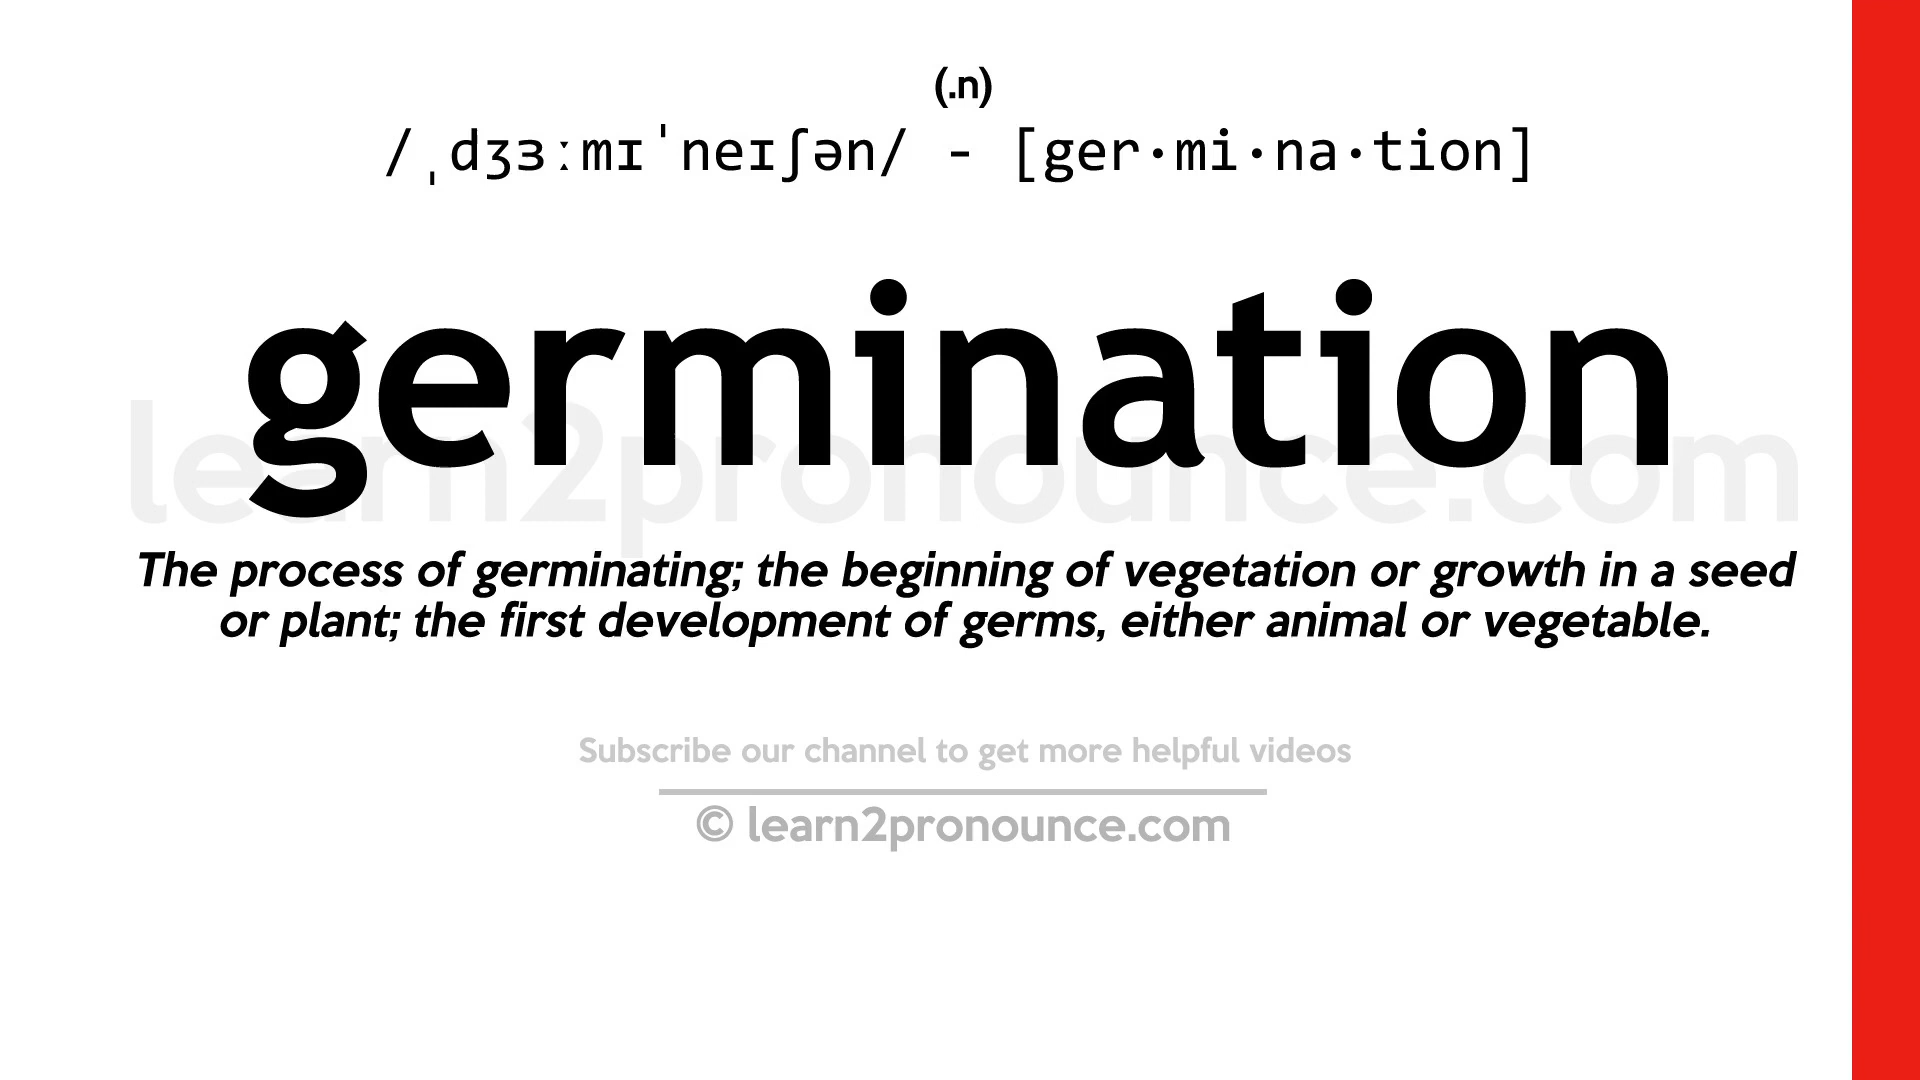 (.n)
/ˌdʒɜːmɪˈneɪʃən/ - [ger·mi·na·tion]
germination
learn2pronounce.com
The process of germinating; the beginning of vegetation or growth in a seed
or plant; the first development of germs, either animal or vegetable.
Subscribe our channel to get more helpful videos
© learn2pronounce.com